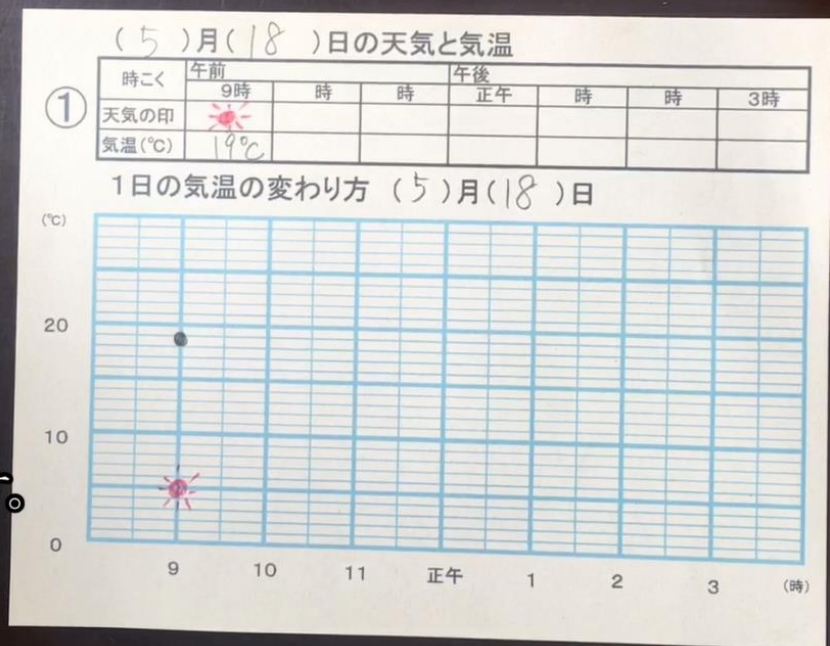 (5)月(18)日の天気と気温
①
時こく 午前 午後
9時 時 時 正午 時 時 3時
天気の印
気温(℃) 19℃
1日の気温の変わり方 (5)月(18)日
(℃)
20
10
0
9 10 11 正午 1 2 3 (時)